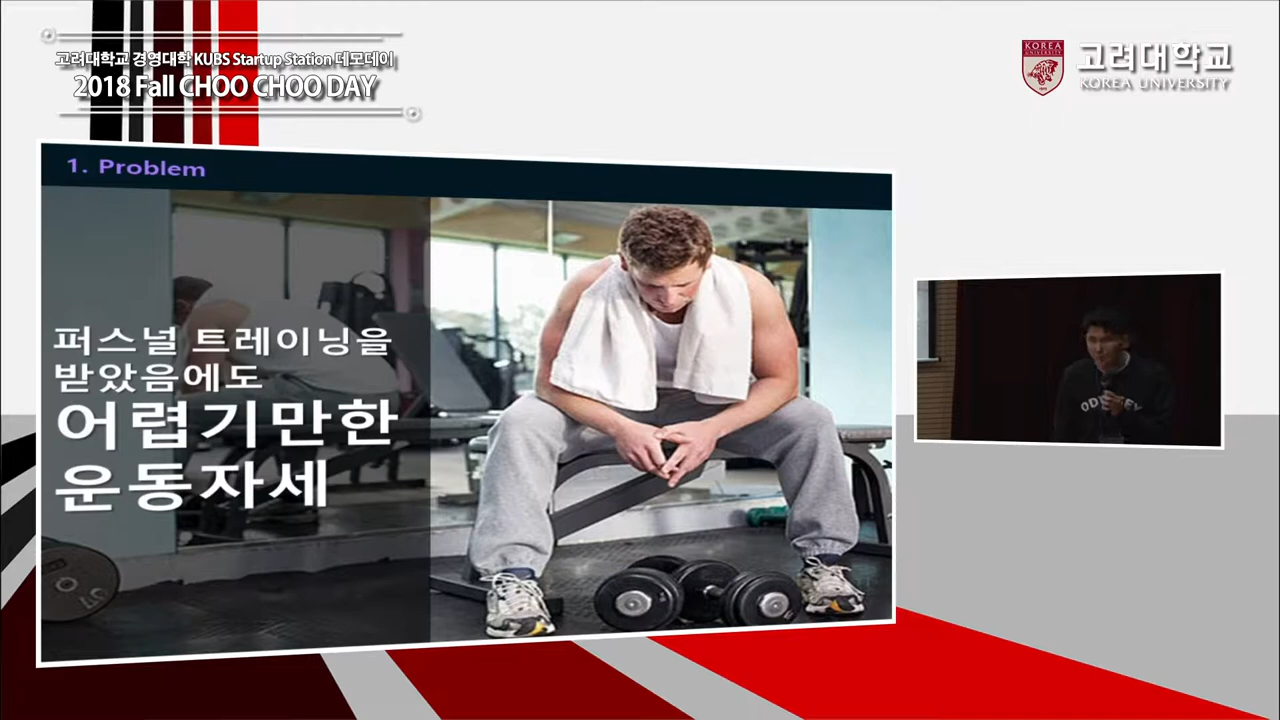 고려대학교 경영대학 KUBS Startup Station 데모데이
2018 Fall CHOO CHOO DAY
KOREA
UNIVERSITY
고려대학교
KOREA UNIVERSITY
1. Problem
퍼스널 트레이닝을
받았음에도
어렵기만한
운동자세